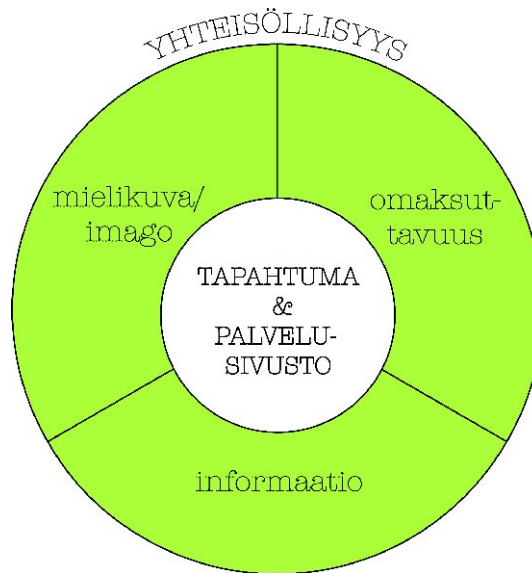 YHTEISÖLLISYYS
mielikuva/
imago
omaksut-
tavuus
TAPAHTUMA
&
PALVELU-
SIVUSTO
informaatio